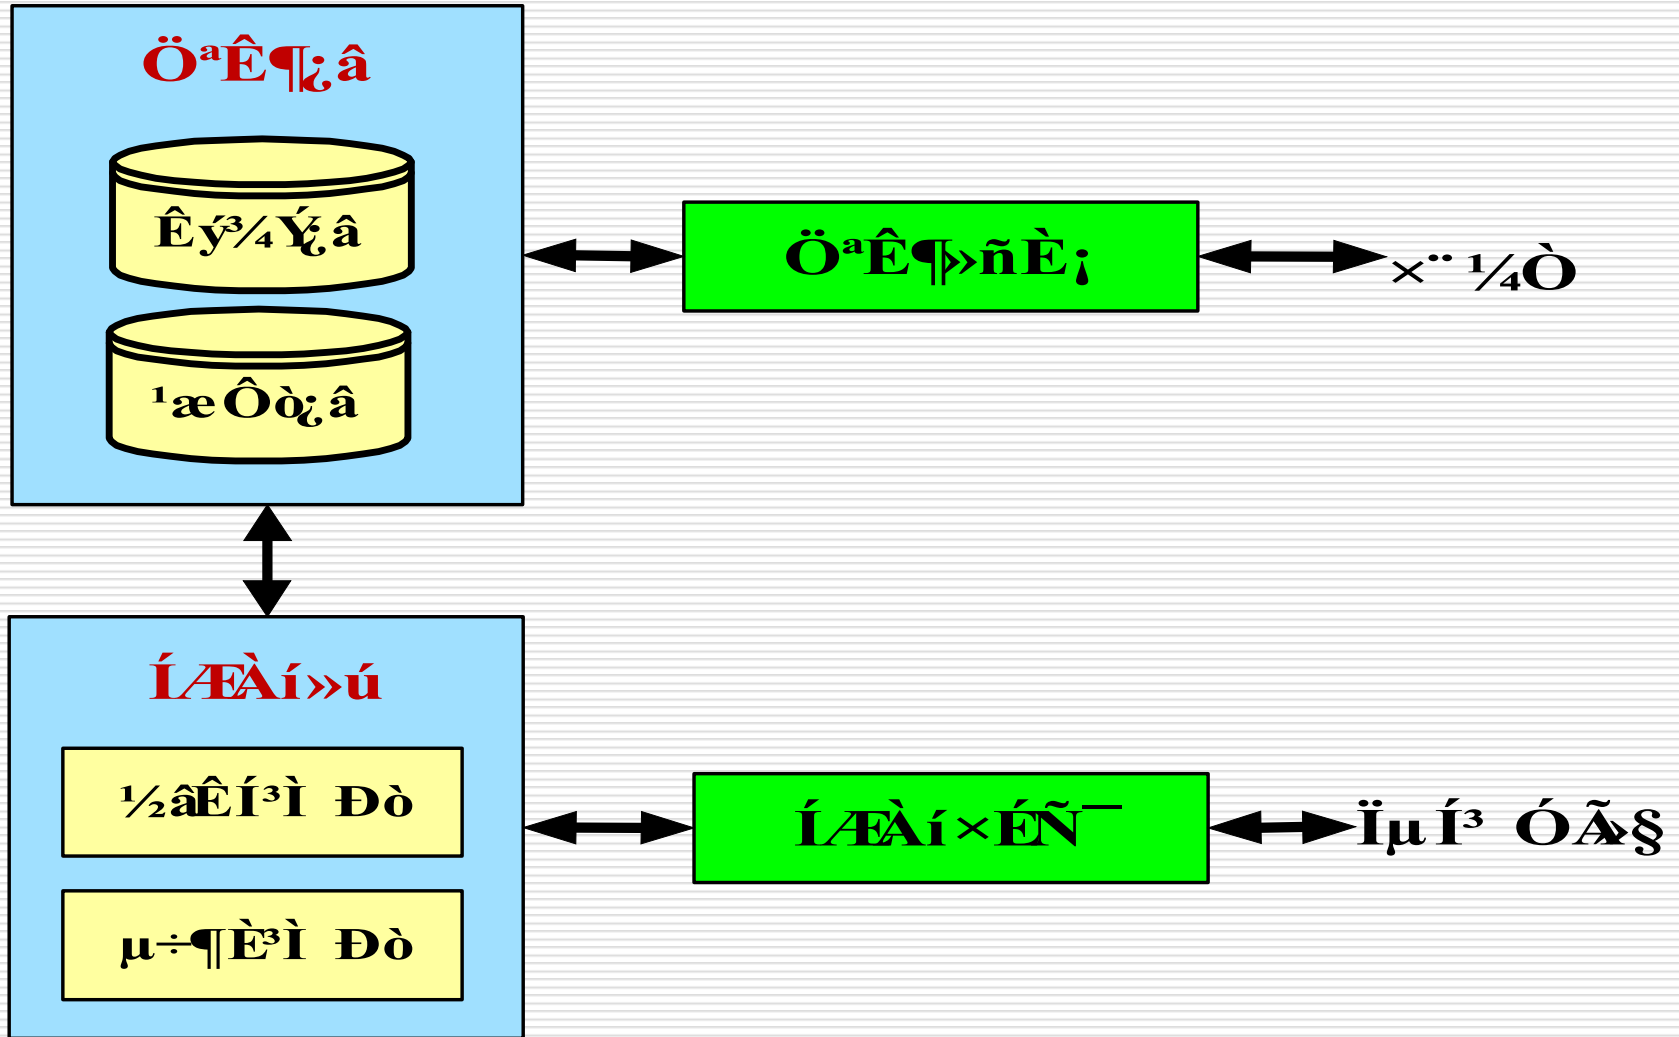 ÖªÊ¶¿â
Êý¾Ý¿â
¹æÔò¿â
ÖªÊ¶»ñÈ¡
×¨¼Ò
ÍÆÀí»ú
½âÊÍ³ÌÐò
µ÷¶È³ÌÐò
ÍÆÀí×ÉÑ¯
ÏµÍ³ÓÃ»§